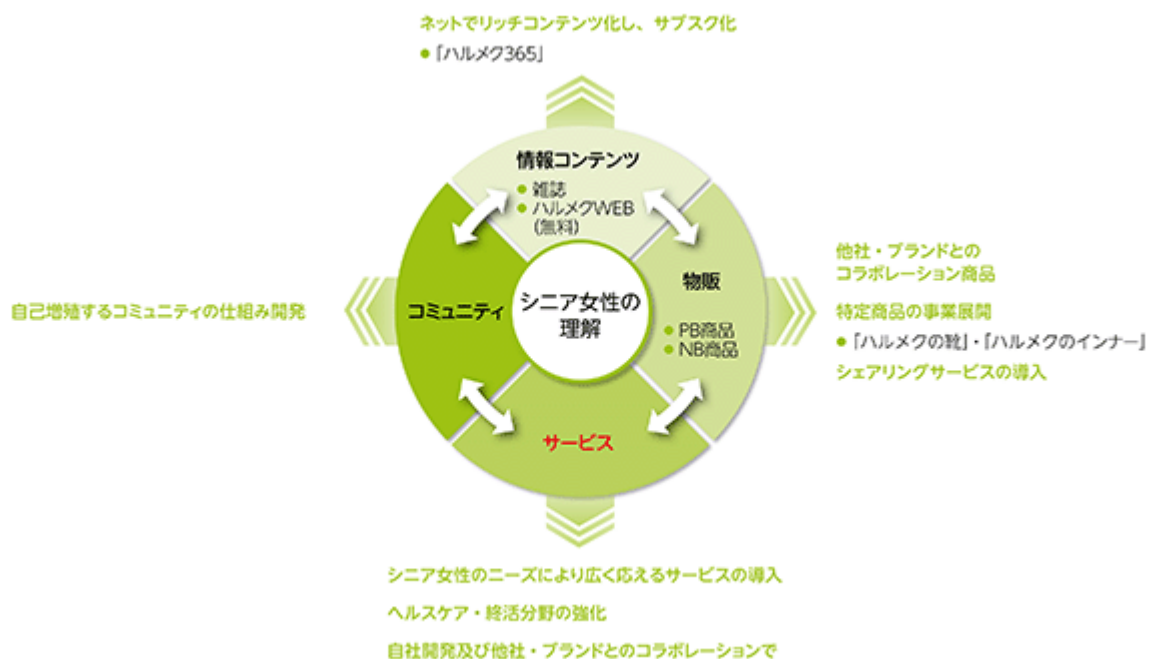 ネットでリッチコンテンツ化し、サブスク化
●「ハルメク365」
情報コンテンツ
● 雑誌
● ハルメクWEB
(無料)
自己増殖するコミュニティの仕組み開発
コミュニティ
シニア女性の
理解
物販
● PB商品
● NB商品
他社・ブランドとの
コラボレーション商品
特定商品の事業展開
●「ハルメクの靴」・「ハルメクのインナー」
シェアリングサービスの導入
サービス
シニア女性のニーズにより広く応えるサービスの導入
ヘルスケア・終活分野の強化
自社開発及び他社・ブランドとのコラボレーションで